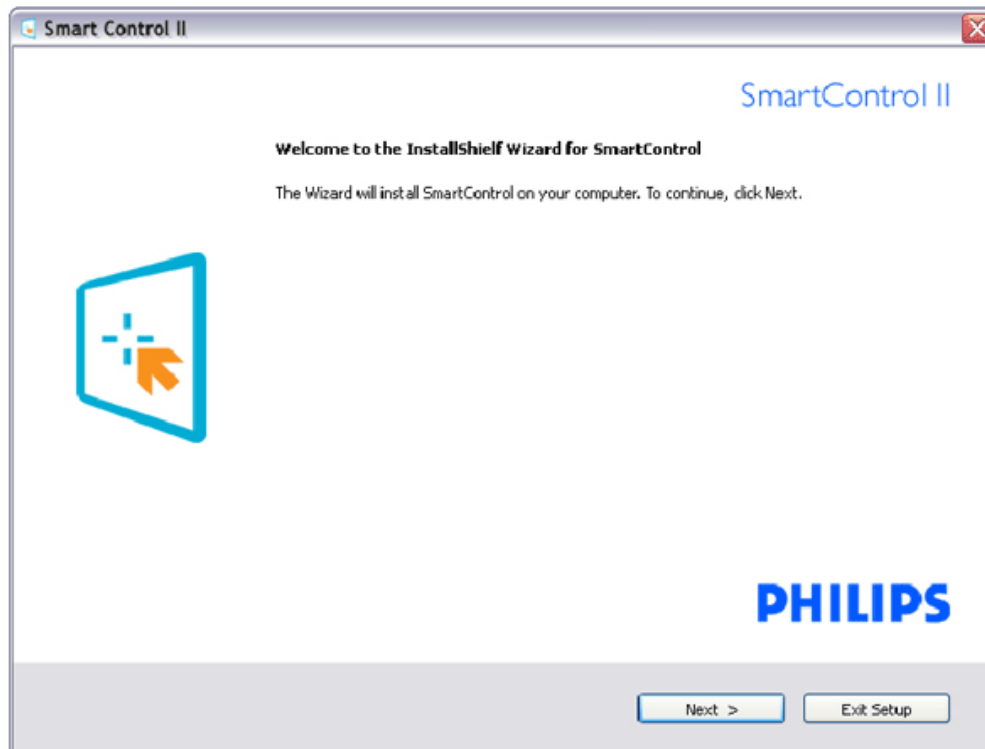 Smart Control II
SmartControl II
Welcome to the InstallShield Wizard for SmartControl
The Wizard will install SmartControl on your computer. To continue, click Next.
PHILIPS
Next >
Exit Setup